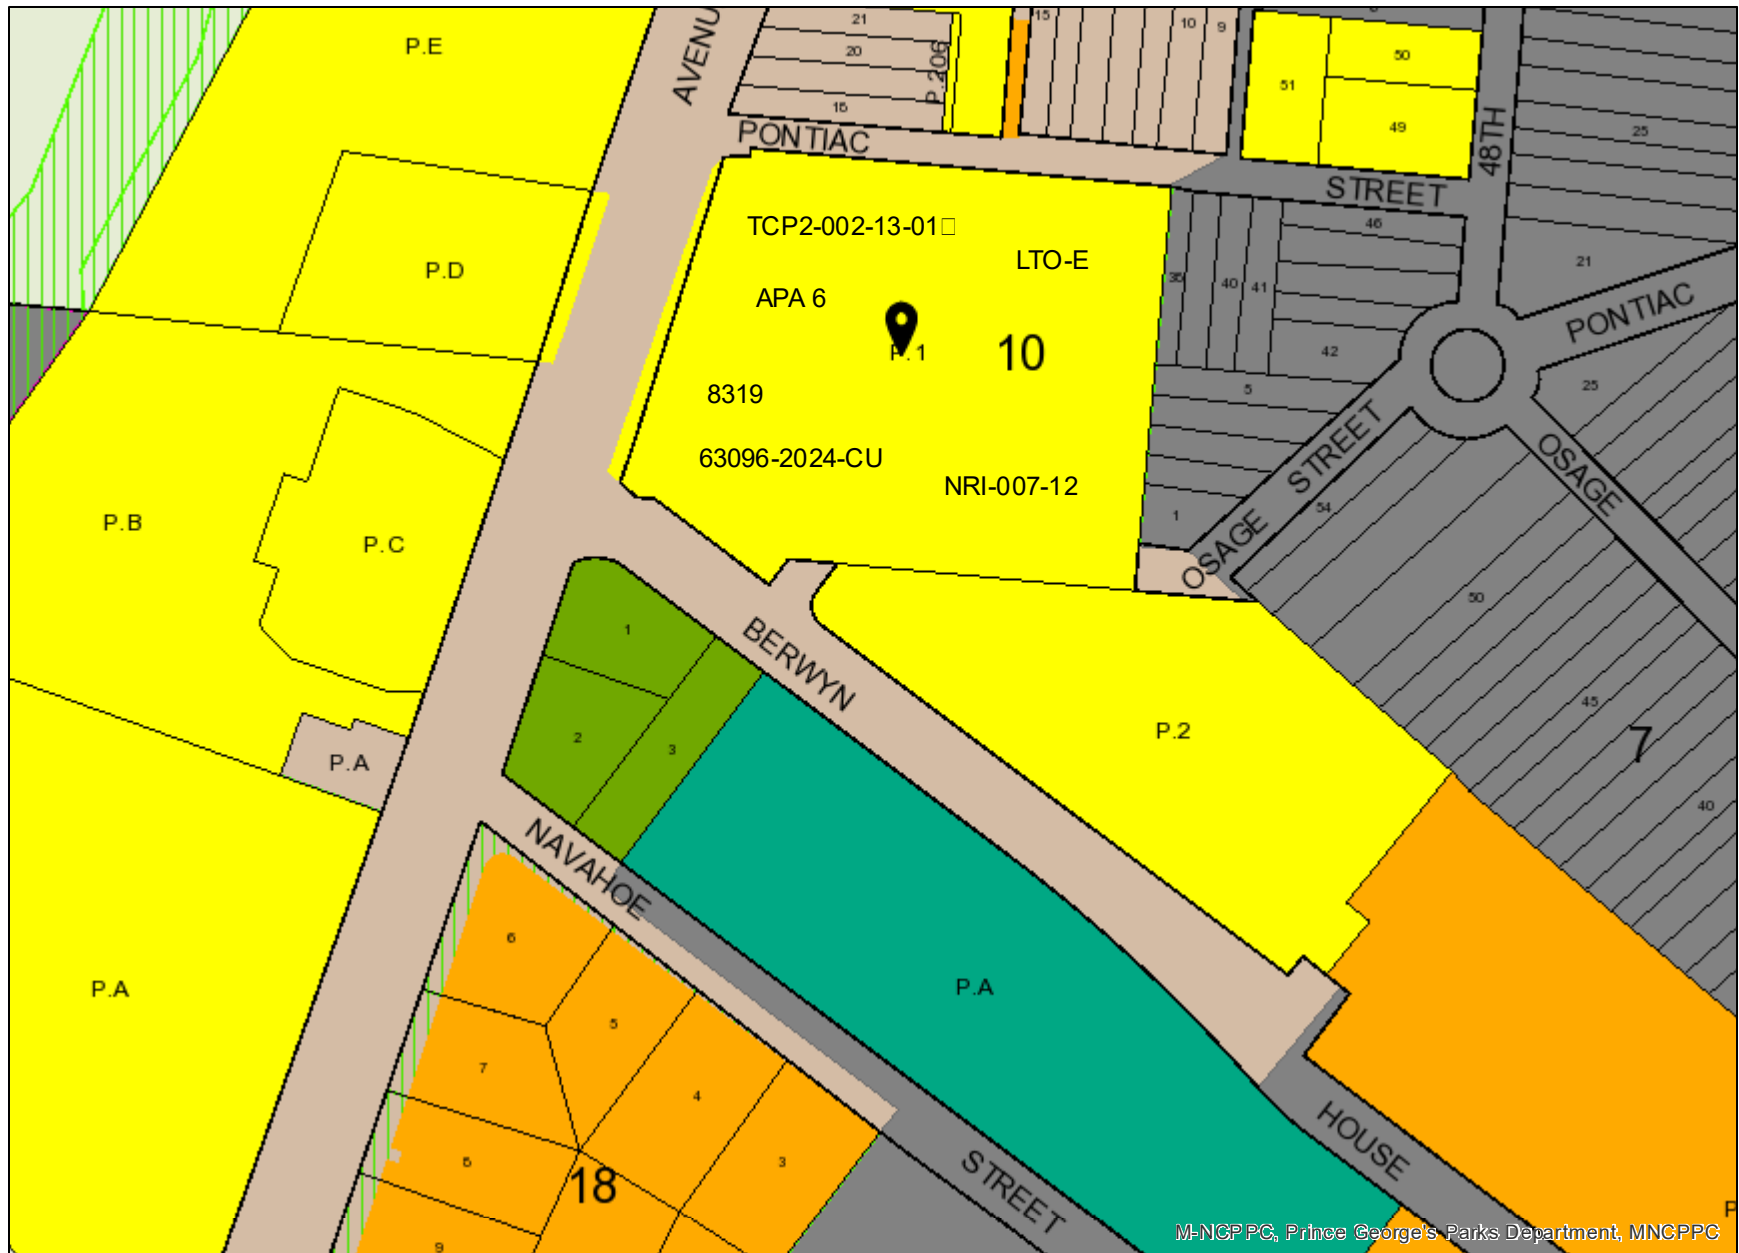 P.E
AVENU
21
20
16
P.206
15
10
9
51
50
49
48TH
25
PONTIAC
STREET
P.D
TCP2-002-13-01
LTO-E
APA 6
P.1
10
8319
63096-2024-CU
NRI-007-12
46
35
40
41
42
5
1
21
PONTIAC
25
OSAGE
STREET
OSAGE
54
50
45
7
40
P.B
P.C
P.A
1
2
3
BERWYN
P.2
NAVAHOE
P.A
P.A
6
5
7
4
3
18
9
STREET
HOUSE
P
M-NCPPC, Prince George's Parks Department, MNCPPC